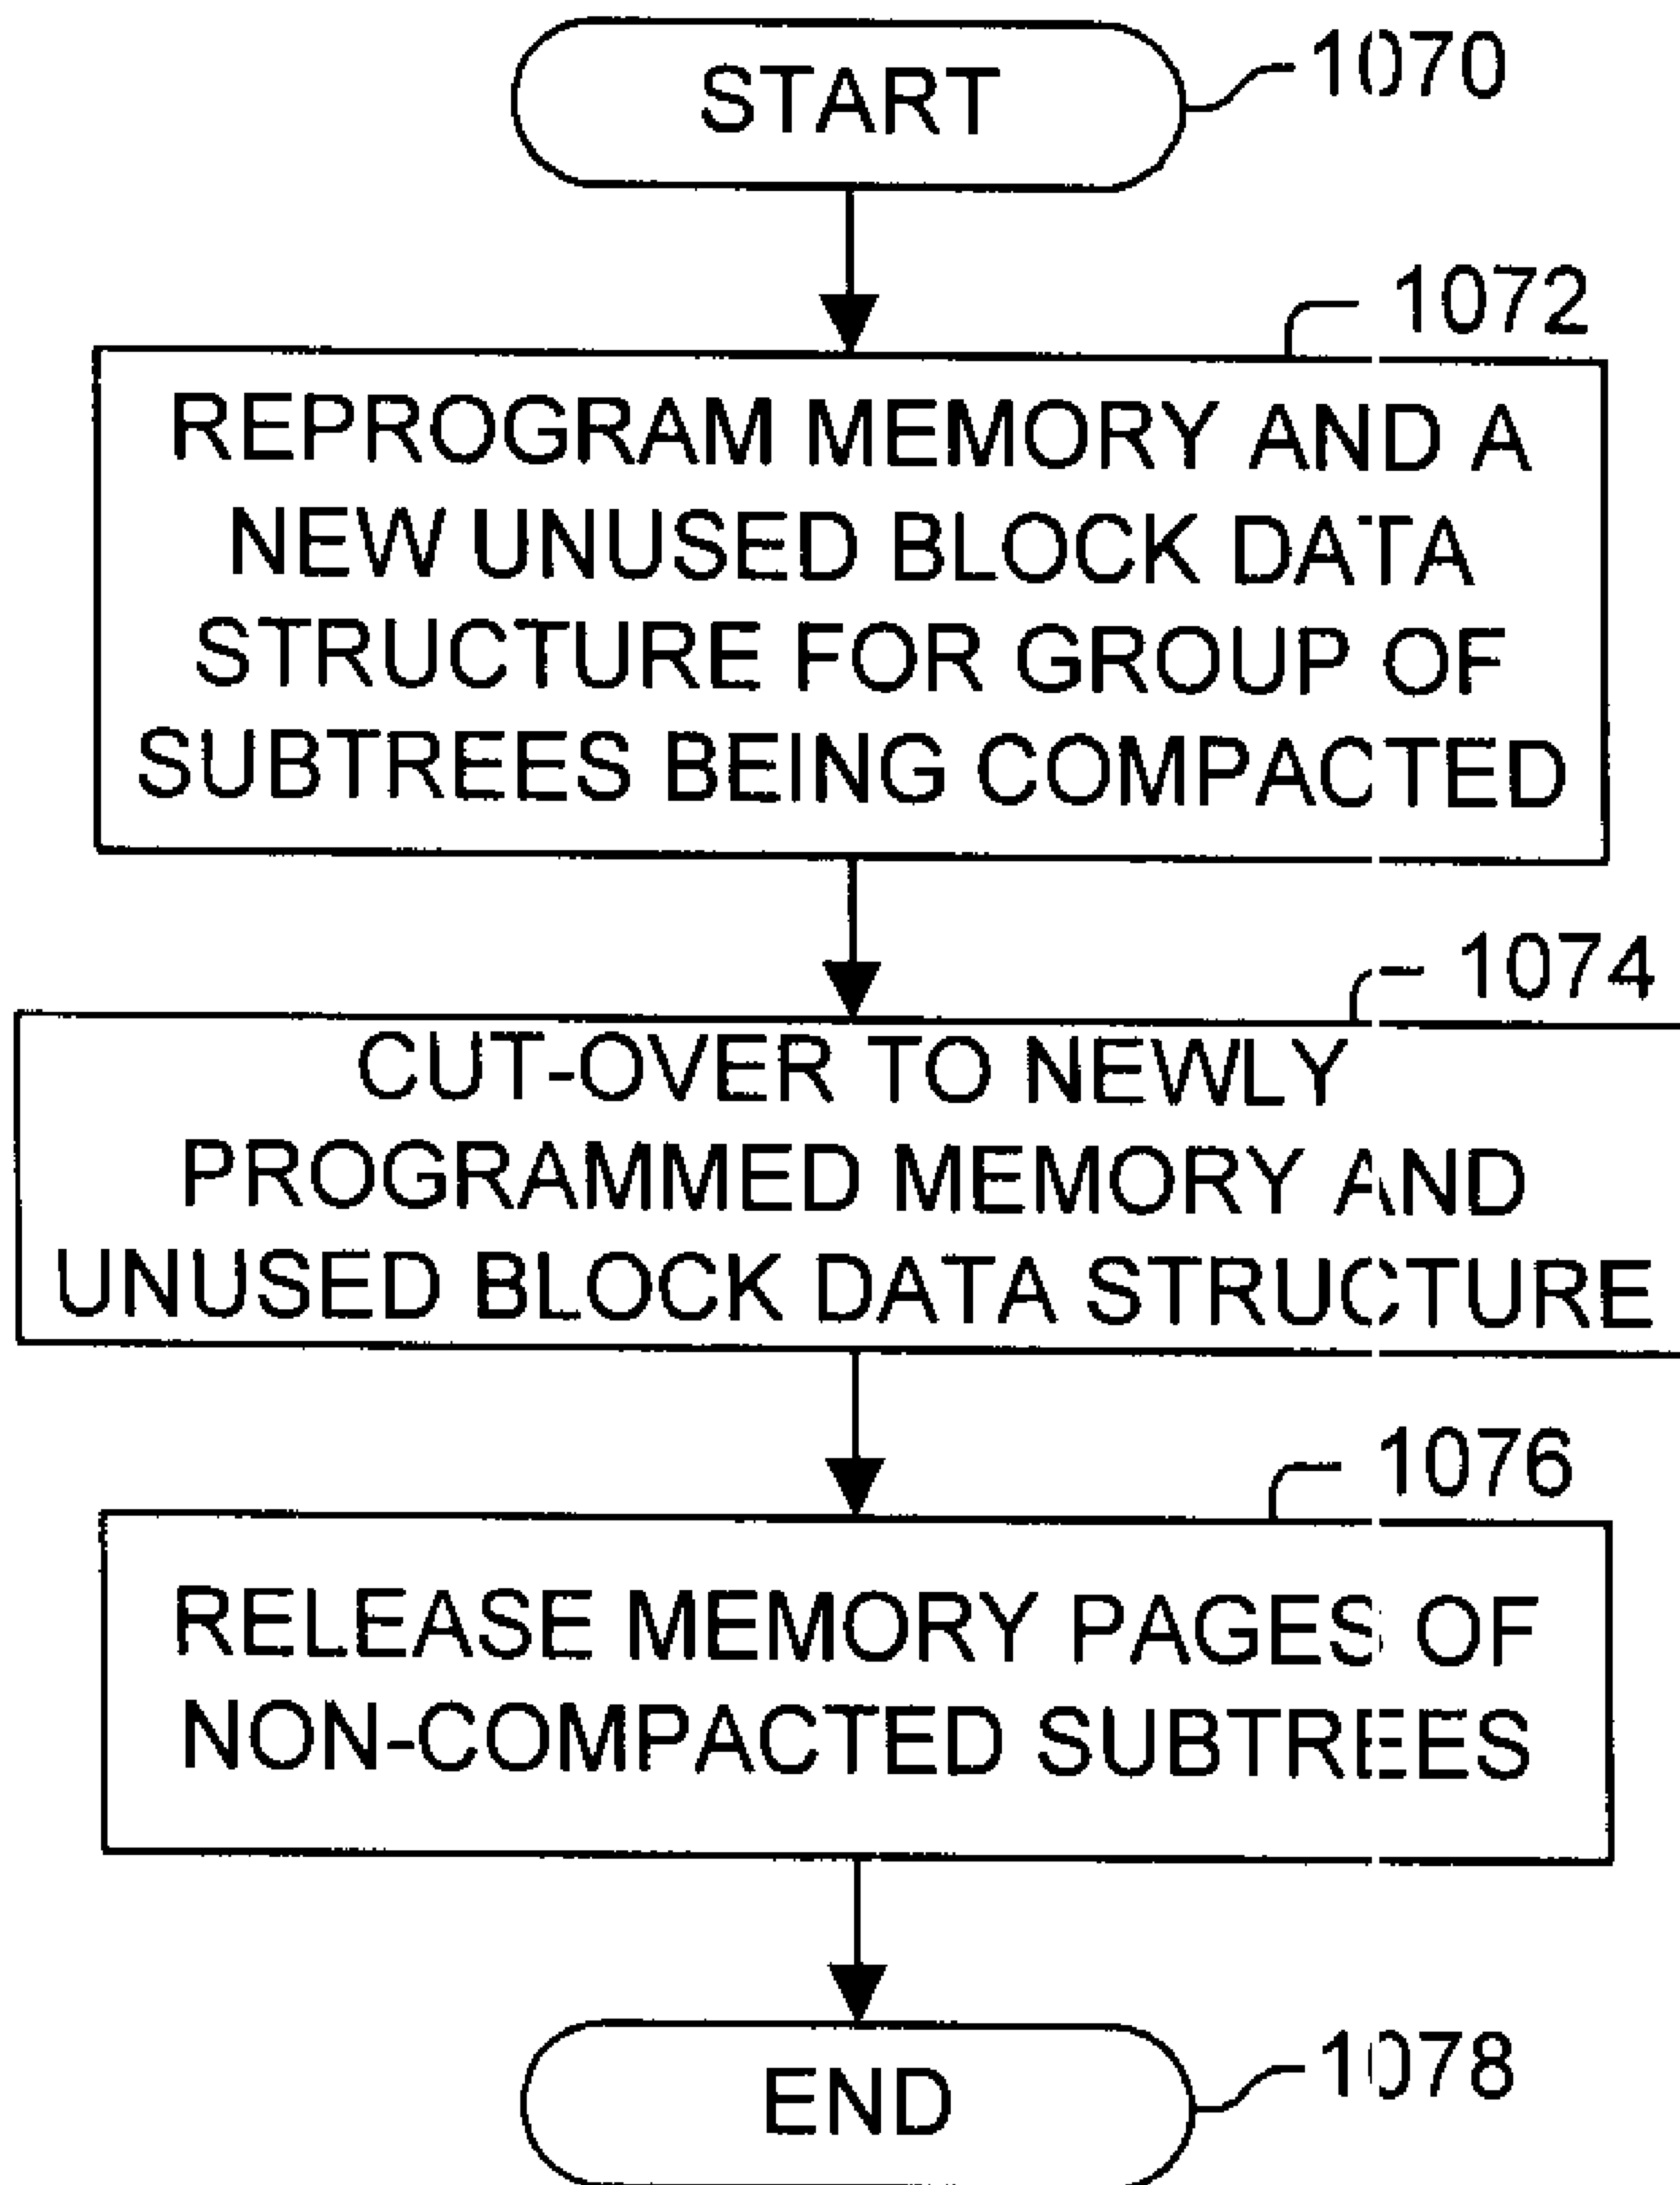 START
1070
1072
REPROGRAM MEMORY AND A
NEW UNUSED BLOCK DATA
STRUCTURE FOR GROUP OF
SUBTREES BEING COMPACTED
1074
CUT-OVER TO NEWLY
PROGRAMMED MEMORY AND
UNUSED BLOCK DATA STRUCTURE
1076
RELEASE MEMORY PAGES OF
NON-COMPACTED SUBTREES
END
1078